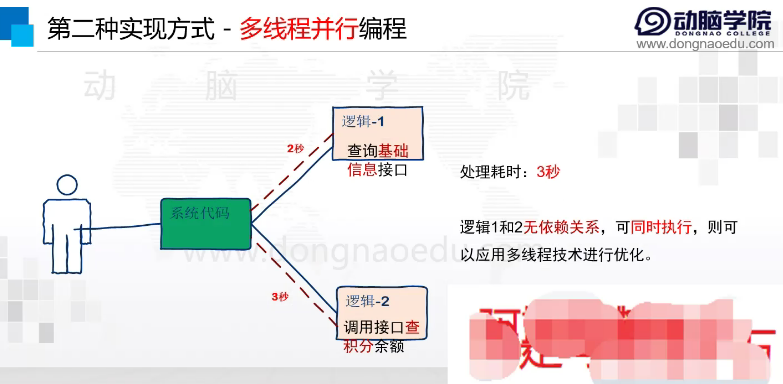 第二种实现方式 - 多线程并行编程
动脑学院
DONGNAO COLLEGE
www.dongnaoedu.com
动脑学院
逻辑-1
查询基础
信息接口
2秒
处理耗时：3秒
系统代码
逻辑1和2无依赖关系，可同时执行，则可
以应用多线程技术进行优化。
www.dongnaoedu.com
3秒
逻辑-2
调用接口查
积分余额